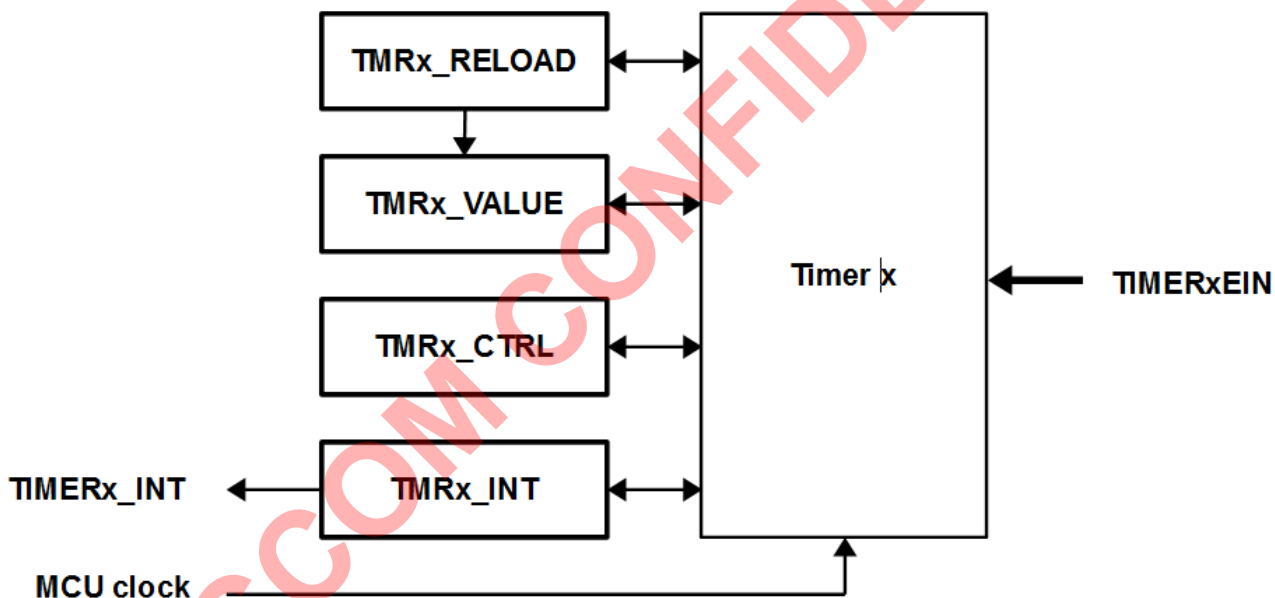 TMRx_RELOAD
TMRx_VALUE
Timer x
TIMERxEIN
TMRx_CTRL
TIMERx_INT
TMRx_INT
MCU clock
COM CONFIDE